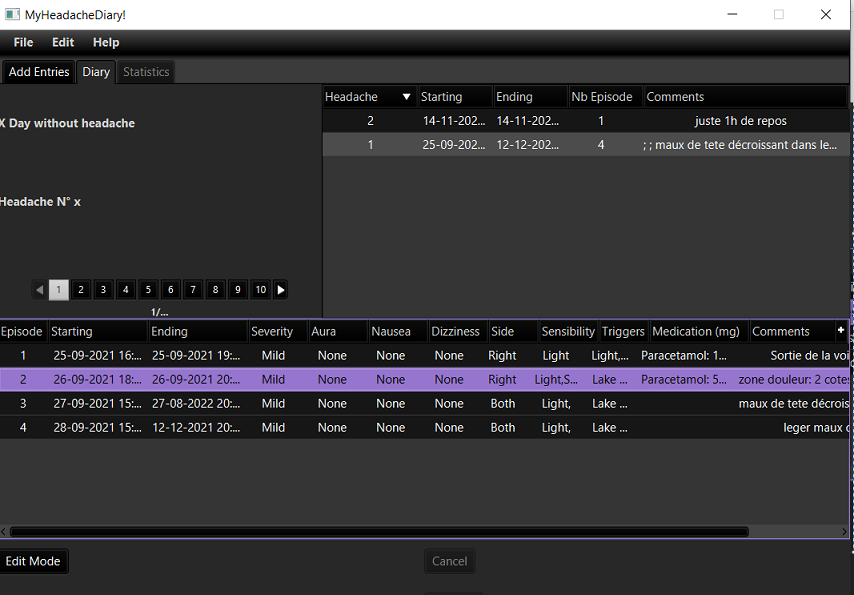 MyHeadacheDiary!
File Edit Help
Add Entries Diary Statistics
X Day without headache
Headache N° x
1 2 3 4 5 6 7 8 9 10
1/...
Headache Starting Ending Nb Episode Comments
2 14-11-202... 14-11-202... 1 juste 1h de repos
1 25-09-202... 12-12-202... 4 ; ; maux de tete décroissant dans le...
Episode Starting Ending Severity Aura Nausea Dizziness Side Sensibility Triggers Medication (mg) Comments +
1 25-09-2021 16:... 25-09-2021 19:... Mild None None None Right Light Light,... Paracetamol: 1... Sortie de la voi
2 26-09-2021 18:... 26-09-2021 20:... Mild None None None Right Light,S... Lake ... Paracetamol: 5... zone douleur: 2 cotes
3 27-09-2021 15:... 27-08-2022 20:... Mild None None None Both Light, Lake ... maux de tete décrois
4 28-09-2021 15:... 12-12-2021 20:... Mild None None None Both Light, Lake ... leger maux d
Edit Mode Cancel